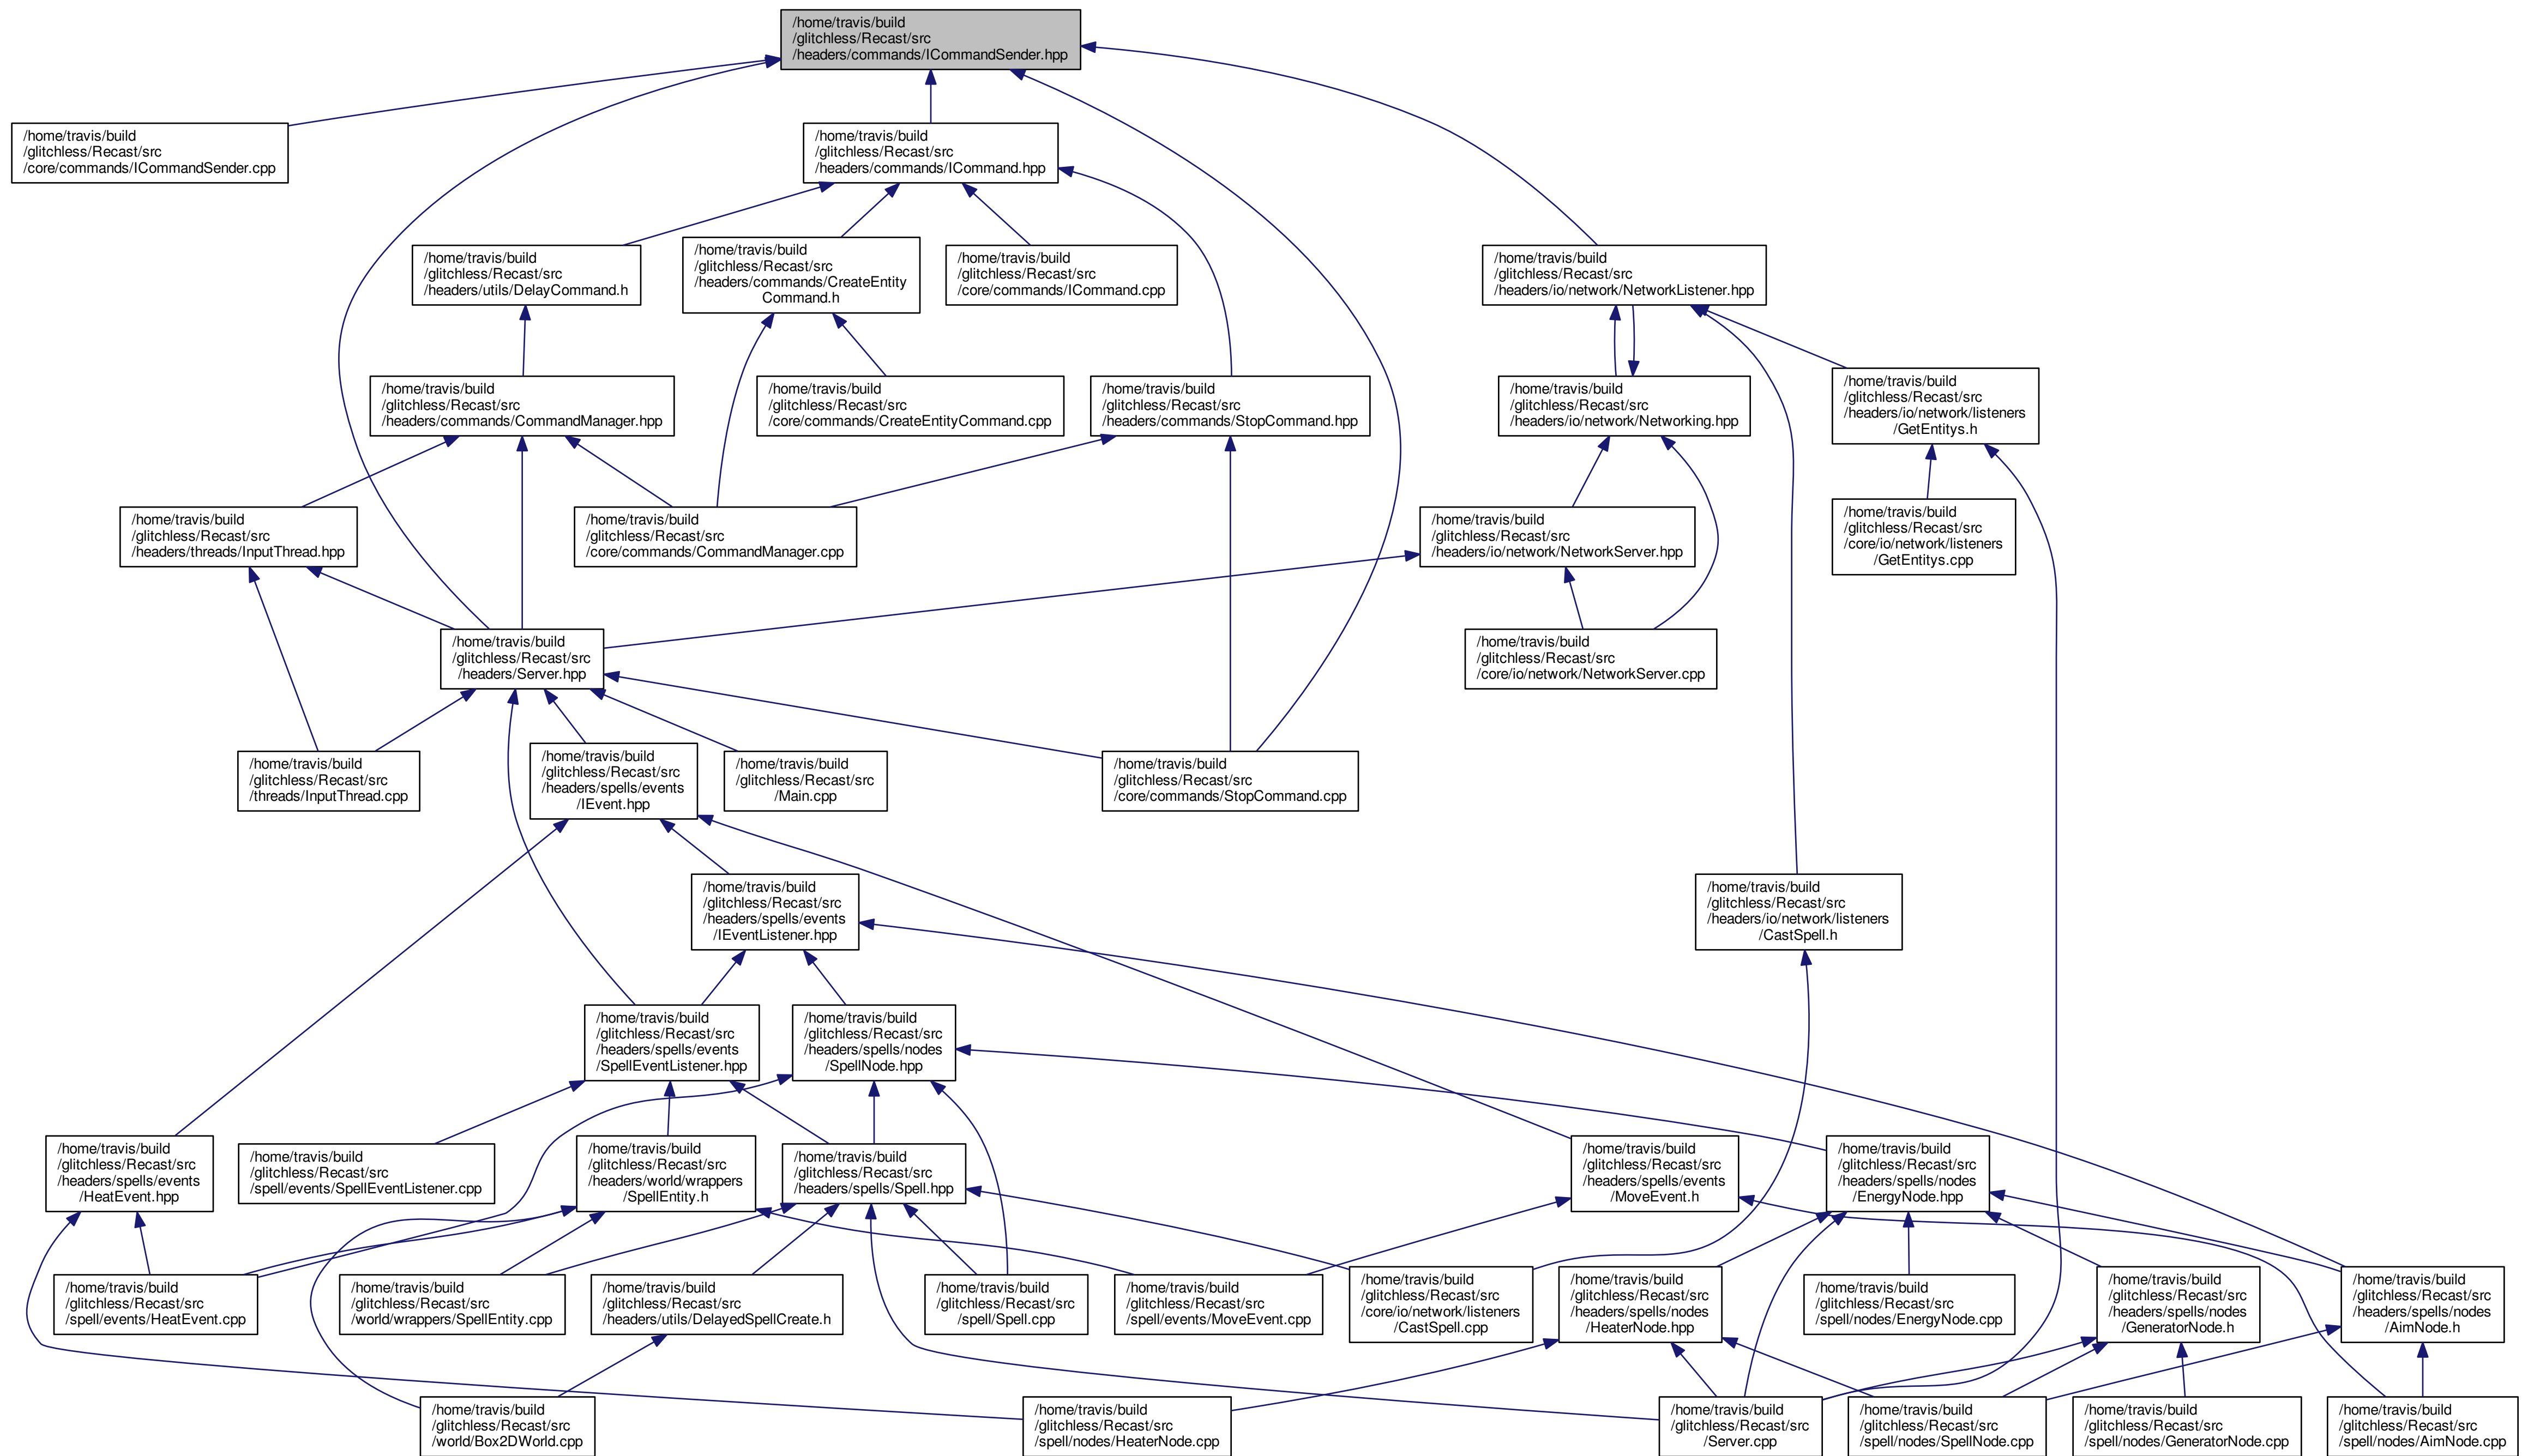 /home/travis/build
/glitchless/Recast/src
/headers/commands/ICommandSender.hpp
/home/travis/build
/glitchless/Recast/src
/core/commands/ICommandSender.cpp
/home/travis/build
/glitchless/Recast/src
/headers/commands/ICommand.hpp
/home/travis/build
/glitchless/Recast/src
/headers/utils/DelayCommand.h
/home/travis/build
/glitchless/Recast/src
/headers/commands/CreateEntity
Command.h
/home/travis/build
/glitchless/Recast/src
/core/commands/ICommand.cpp
/home/travis/build
/glitchless/Recast/src
/headers/io/network/NetworkListener.hpp
/home/travis/build
/glitchless/Recast/src
/headers/commands/CommandManager.hpp
/home/travis/build
/glitchless/Recast/src
/core/commands/CreateEntityCommand.cpp
/home/travis/build
/glitchless/Recast/src
/headers/commands/StopCommand.hpp
/home/travis/build
/glitchless/Recast/src
/headers/io/network/Networking.hpp
/home/travis/build
/glitchless/Recast/src
/headers/io/network/listeners
/GetEntitys.h
/home/travis/build
/glitchless/Recast/src
/headers/threads/InputThread.hpp
/home/travis/build
/glitchless/Recast/src
/core/commands/CommandManager.cpp
/home/travis/build
/glitchless/Recast/src
/headers/io/network/NetworkServer.hpp
/home/travis/build
/glitchless/Recast/src
/core/io/network/listeners
/GetEntitys.cpp
/home/travis/build
/glitchless/Recast/src
/headers/Server.hpp
/home/travis/build
/glitchless/Recast/src
/core/io/network/NetworkServer.cpp
/home/travis/build
/glitchless/Recast/src
/threads/InputThread.cpp
/home/travis/build
/glitchless/Recast/src
/headers/spells/events
/IEvent.hpp
/home/travis/build
/glitchless/Recast/src
/Main.cpp
/home/travis/build
/glitchless/Recast/src
/core/commands/StopCommand.cpp
/home/travis/build
/glitchless/Recast/src
/headers/spells/events
/IEventListener.hpp
/home/travis/build
/glitchless/Recast/src
/headers/io/network/listeners
/CastSpell.h
/home/travis/build
/glitchless/Recast/src
/headers/spells/events
/SpellEventListener.hpp
/home/travis/build
/glitchless/Recast/src
/headers/spells/nodes
/SpellNode.hpp
/home/travis/build
/glitchless/Recast/src
/headers/spells/events
/HeatEvent.hpp
/home/travis/build
/glitchless/Recast/src
/spell/events/SpellEventListener.cpp
/home/travis/build
/glitchless/Recast/src
/headers/world/wrappers
/SpellEntity.h
/home/travis/build
/glitchless/Recast/src
/headers/spells/Spell.hpp
/home/travis/build
/glitchless/Recast/src
/headers/spells/events
/MoveEvent.h
/home/travis/build
/glitchless/Recast/src
/headers/spells/nodes
/EnergyNode.hpp
/home/travis/build
/glitchless/Recast/src
/spell/events/HeatEvent.cpp
/home/travis/build
/glitchless/Recast/src
/world/wrappers/SpellEntity.cpp
/home/travis/build
/glitchless/Recast/src
/headers/utils/DelayedSpellCreate.h
/home/travis/build
/glitchless/Recast/src
/spell/Spell.cpp
/home/travis/build
/glitchless/Recast/src
/spell/events/MoveEvent.cpp
/home/travis/build
/glitchless/Recast/src
/core/io/network/listeners
/CastSpell.cpp
/home/travis/build
/glitchless/Recast/src
/headers/spells/nodes
/HeaterNode.hpp
/home/travis/build
/glitchless/Recast/src
/spell/nodes/EnergyNode.cpp
/home/travis/build
/glitchless/Recast/src
/headers/spells/nodes
/GeneratorNode.h
/home/travis/build
/glitchless/Recast/src
/headers/spells/nodes
/AimNode.h
/home/travis/build
/glitchless/Recast/src
/world/Box2DWorld.cpp
/home/travis/build
/glitchless/Recast/src
/spell/nodes/HeaterNode.cpp
/home/travis/build
/glitchless/Recast/src
/Server.cpp
/home/travis/build
/glitchless/Recast/src
/spell/nodes/SpellNode.cpp
/home/travis/build
/glitchless/Recast/src
/spell/nodes/GeneratorNode.cpp
/home/travis/build
/glitchless/Recast/src
/spell/nodes/AimNode.cpp